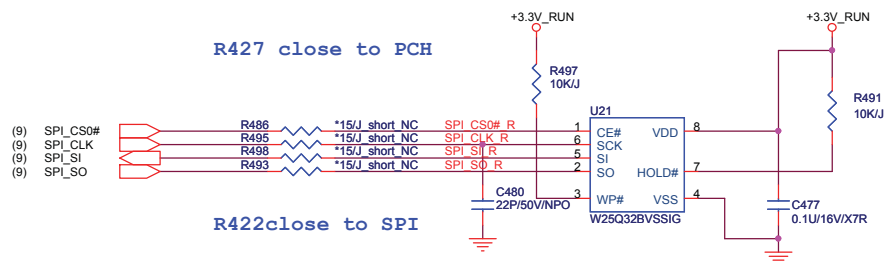 +3.3V_RUN
+3.3V_RUN
R427 close to PCH
R497
10K/J
R491
10K/J
U21
(9) SPI_CS0# R486 *15/J_short_NC SPI_CS0#_R 1 CE# VDD 8
(9) SPI_CLK R495 *15/J_short_NC SPI_CLK_R 6 SCK
(9) SPI_SI R498 *15/J_short_NC SPI_SI_R 5 SI
(9) SPI_SO R493 *15/J_short_NC SPI_SO_R 2 SO HOLD# 7
C480
22P/50V/NPO
3 WP# VSS 4
W25Q32BVSSIG
C477
0.1U/16V/X7R
R422close to SPI